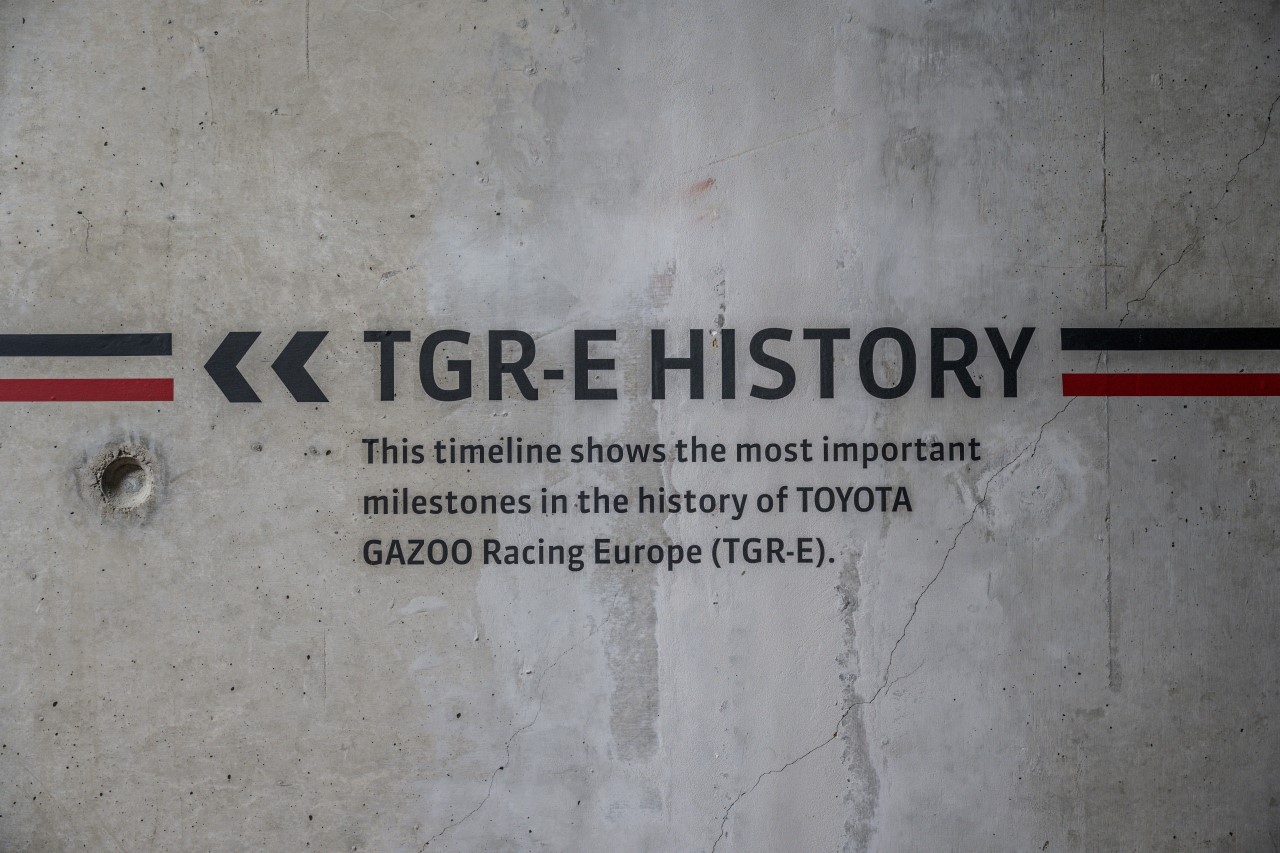 TGR-E HISTORY
This timeline shows the most important
milestones in the history of TOYOTA
GAZOO Racing Europe (TGR-E).